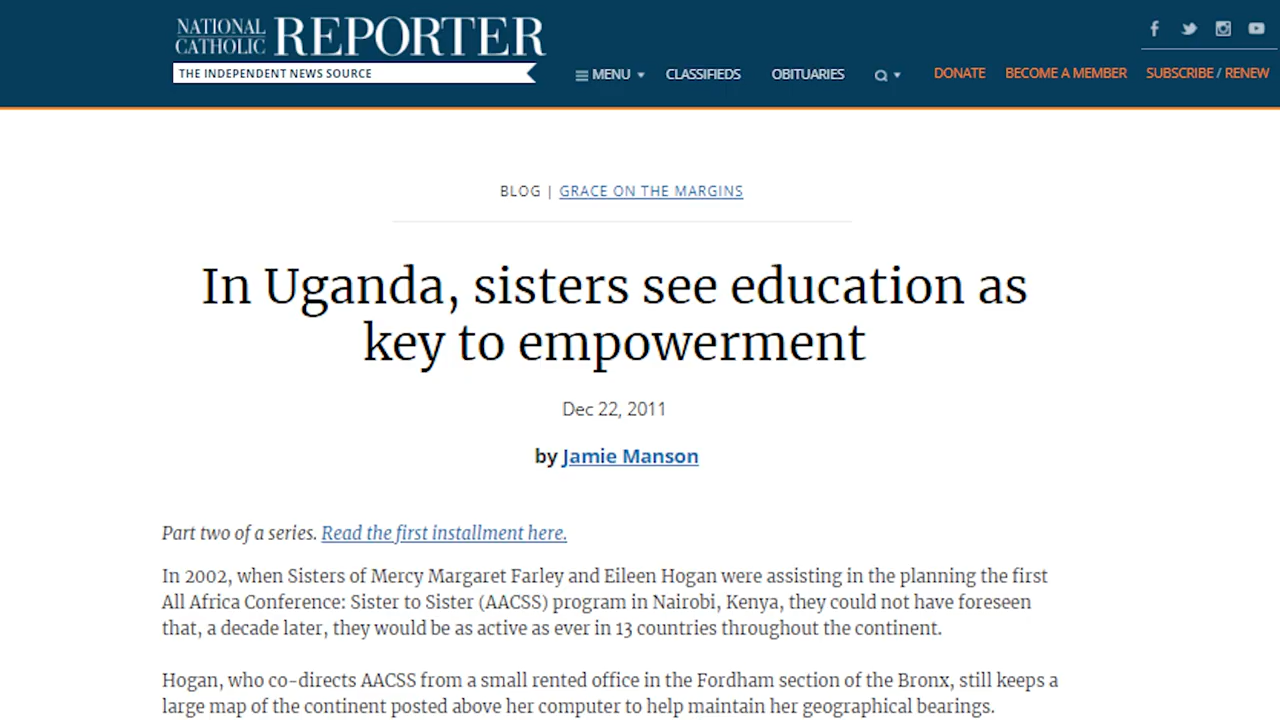 NATIONAL
CATHOLIC REPORTER
THE INDEPENDENT NEWS SOURCE
MENU CLASSIFIEDS OBITUARIES DONATE BECOME A MEMBER SUBSCRIBE / RENEW
BLOG | GRACE ON THE MARGINS
In Uganda, sisters see education as
key to empowerment
Dec 22, 2011
by Jamie Manson
Part two of a series. Read the first installment here.
In 2002, when Sisters of Mercy Margaret Farley and Eileen Hogan were assisting in the planning the first
All Africa Conference: Sister to Sister (AACSS) program in Nairobi, Kenya, they could not have foreseen
that, a decade later, they would be as active as ever in 13 countries throughout the continent.
Hogan, who co-directs AACSS from a small rented office in the Fordham section of the Bronx, still keeps a
large map of the continent posted above her computer to help maintain her geographical bearings.